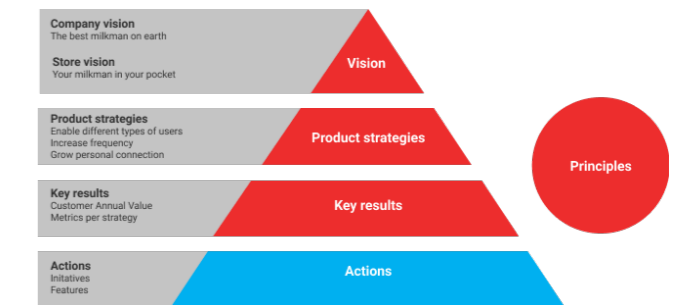 Company vision
The best milkman on earth
Store vision
Your milkman in your pocket
Vision
Product strategies
Enable different types of users
Increase frequency
Grow personal connection
Product strategies
Principles
Key results
Customer Annual Value
Metrics per strategy
Key results
Actions
Initatives
Features
Actions